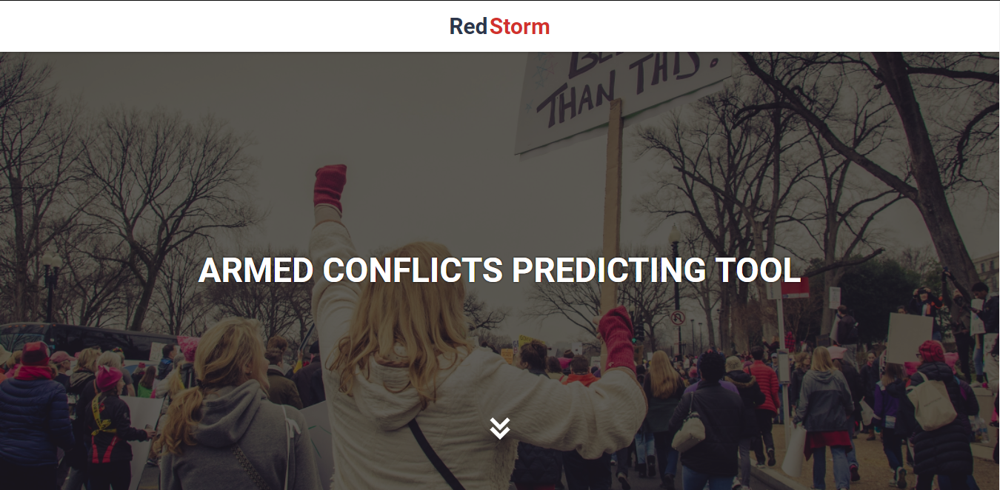 RedStorm
THAN THIS.
ARMED CONFLICTS PREDICTING TOOL